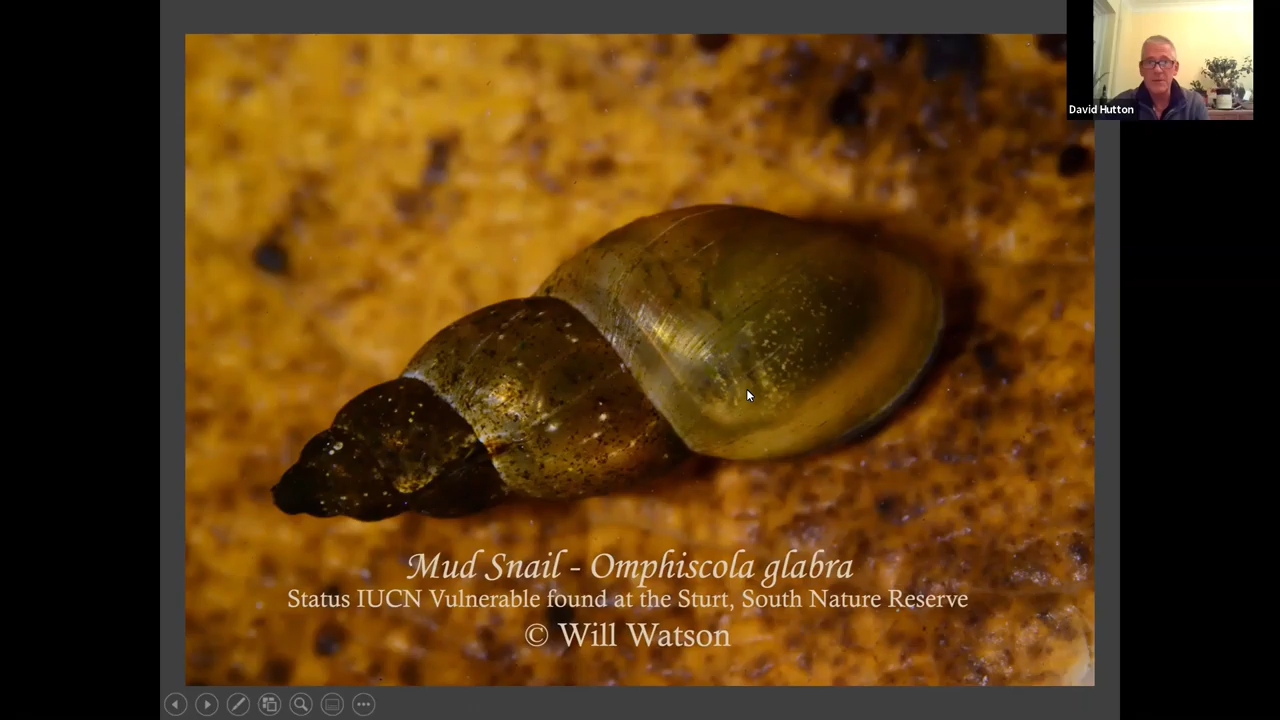 David Hutton
Mud Snail - Omphiscola glabra
Status IUCN Vulnerable found at the Sturt, South Nature Reserve
© Will Watson